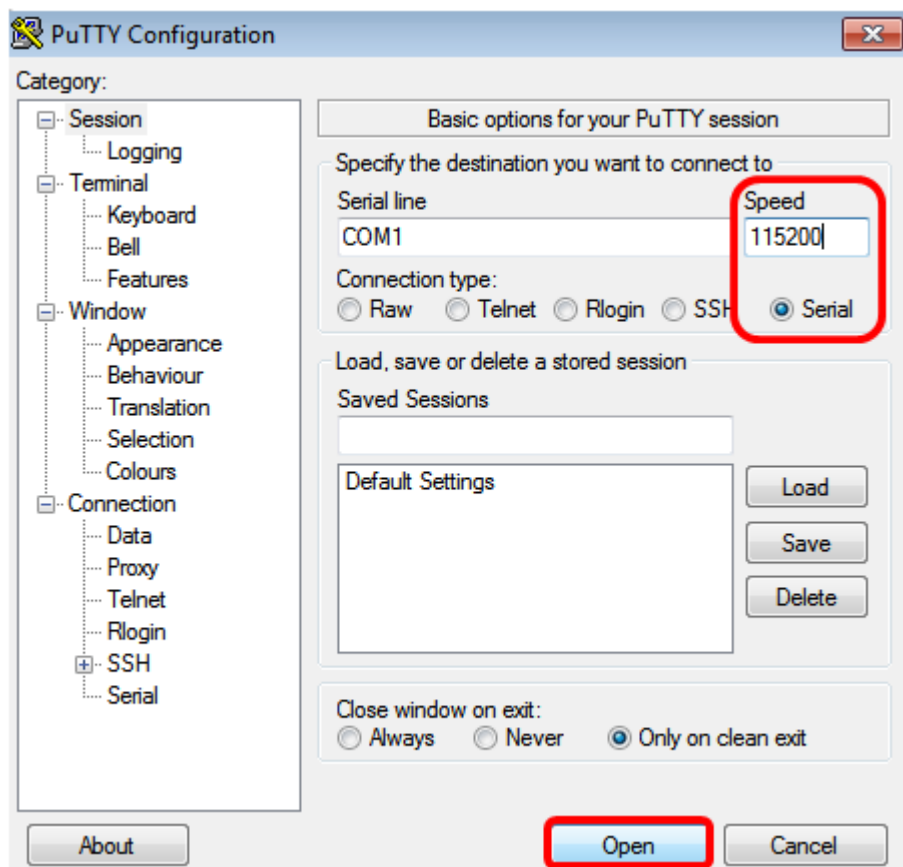 PuTTY Configuration
Category:
Session
Logging
Terminal
Keyboard
Bell
Features
Window
Appearance
Behaviour
Translation
Selection
Colours
Connection
Data
Proxy
Telnet
Rlogin
SSH
Serial
Basic options for your PuTTY session
Specify the destination you want to connect to
Serial line Speed
COM1 115200
Connection type:
Raw Telnet Rlogin SSH Serial
Load, save or delete a stored session
Saved Sessions
Default Settings
Load
Save
Delete
Close window on exit:
Always Never Only on clean exit
About Open Cancel